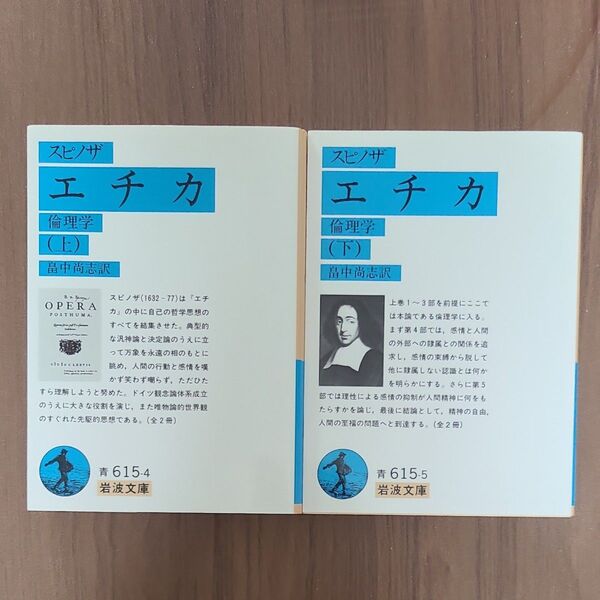 スピノザ
エチカ
倫理学
(上)
畠中尚志訳
OPERA
POSTHUMA.
スピノザ(1632-77)は『エチ
カ』の中に自己の哲学思想の
すべてを結集させた。典型的
な汎神論と決定論のうえに立
って万象を永遠の相のもとに
眺め、人間の行動と感情を嘆
かず笑わず嘲らず、ただひた
すら理解しようと努めた。ドイツ観念論体系成立
のうえに大きな役割を演じ、また唯物論的世界観
のすぐれた先駆的思想である。(全2冊)
青 615-4
岩波文庫
スピノザ
エチカ
倫理学
(下)
畠中尚志訳
上巻1〜3部を前提にここで
は本論である倫理学に入る。
まず第4部では、感情と人間
の外部への隷属との関係を追
求し、感情の束縛から脱して
他に隷属しない認識とは何か
を明らかにする。さらに第5
部では理性による感情の抑制が人間精神に何をも
たらすかを論じ、最後に結論として、精神の自由、
人間の至福の問題へと到達する。(全2冊)
青 615-5
岩波文庫